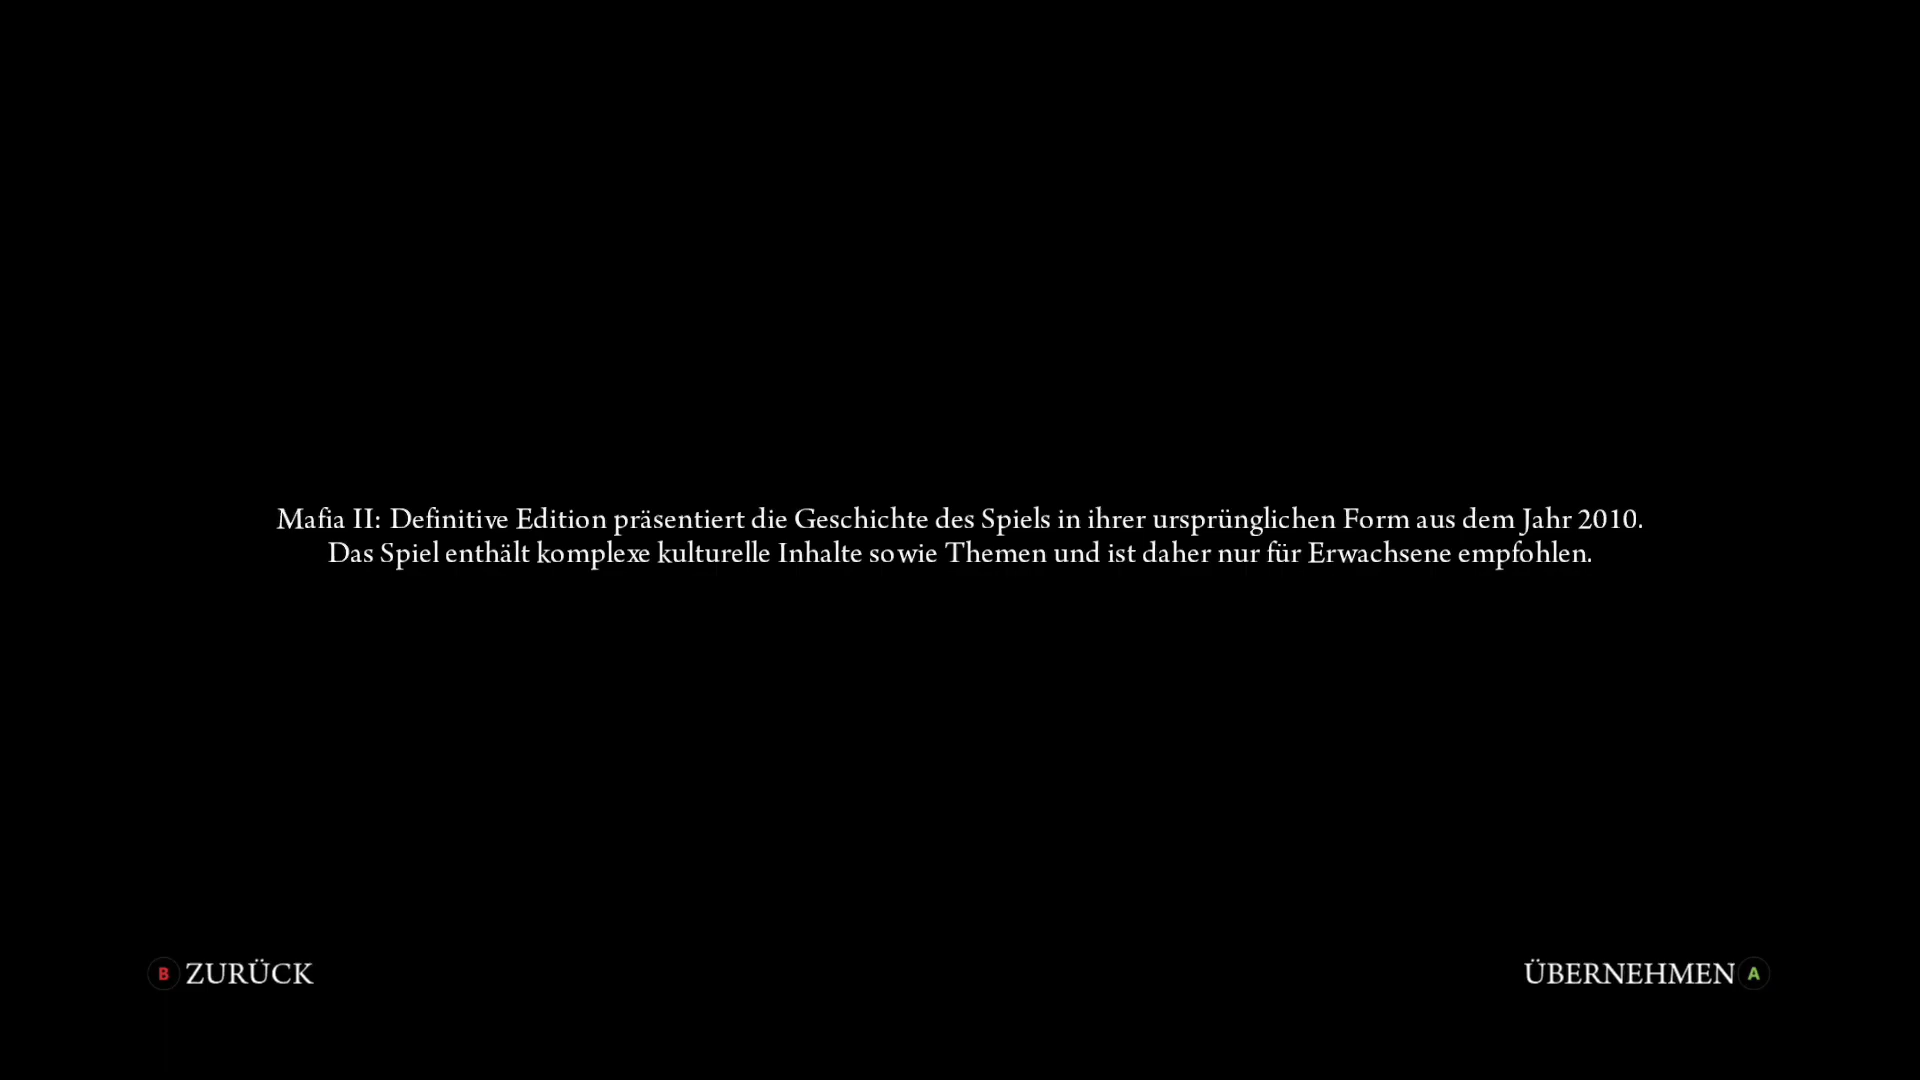 Mafia II: Definitive Edition präsentiert die Geschichte des Spiels in ihrer ursprünglichen Form aus dem Jahr 2010.
Das Spiel enthält komplexe kulturelle Inhalte sowie Themen und ist daher nur für Erwachsene empfohlen.
B ZURÜCK
ÜBERNEHMEN A